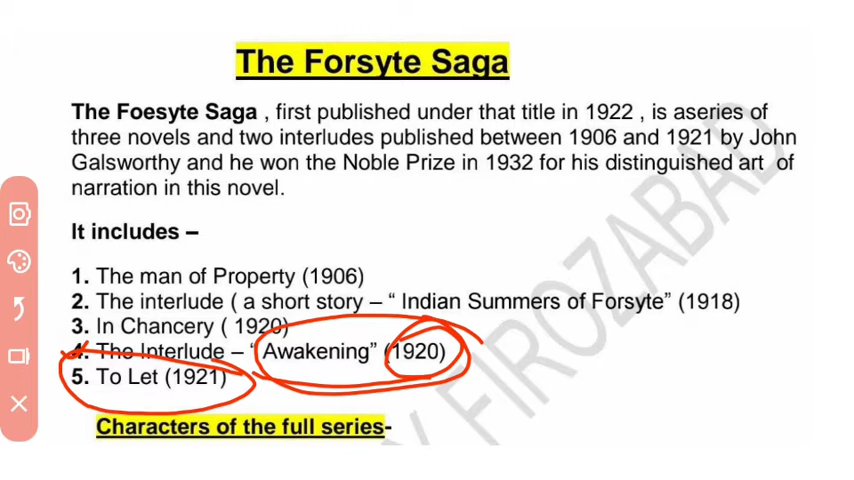 The Forsyte Saga
The Foesyte Saga , first published under that title in 1922 , is aseries of
three novels and two interludes published between 1906 and 1921 by John
Galsworthy and he won the Noble Prize in 1932 for his distinguished art of
narration in this novel.
It includes –
1. The man of Property (1906)
2. The interlude ( a short story – “ Indian Summers of Forsyte” (1918)
3. In Chancery ( 1920)
4. The Interlude – “ Awakening” (1920)
5. To Let (1921)
Characters of the full series-
FIROZABAD